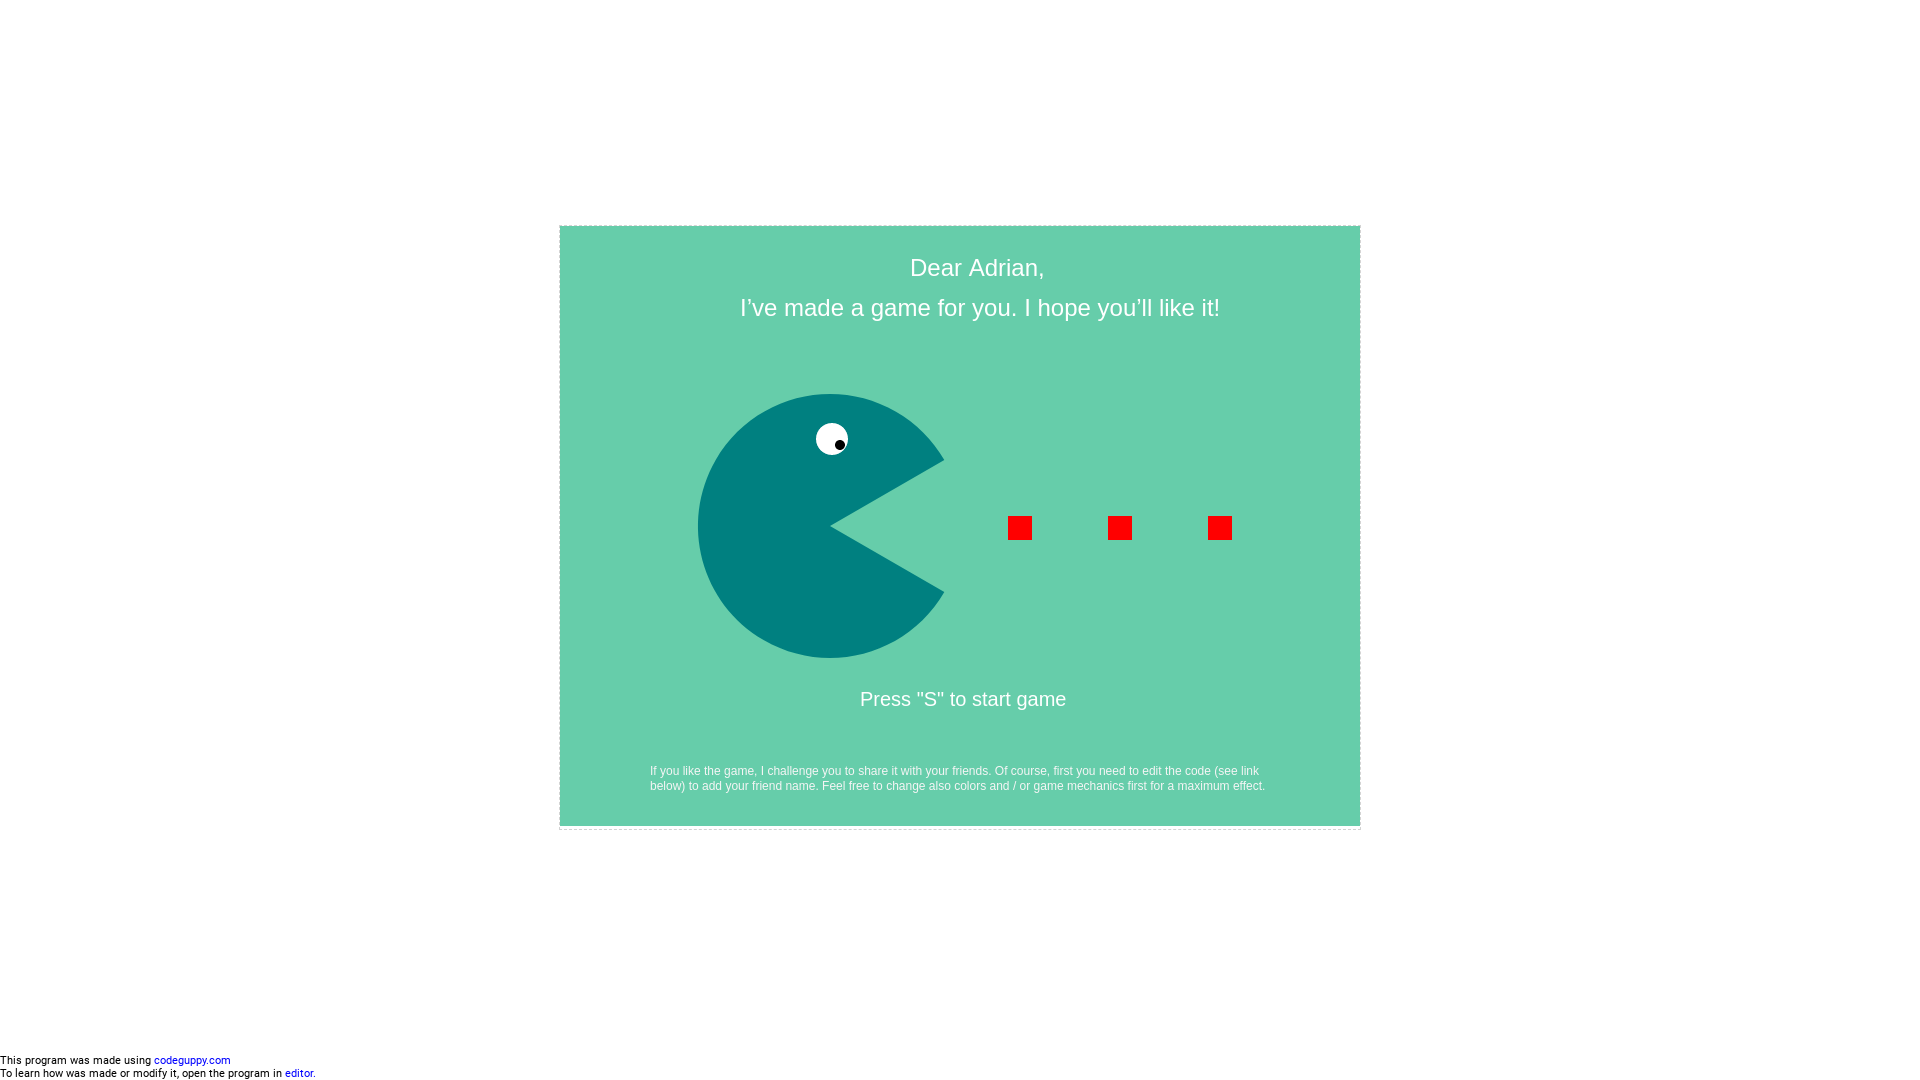 Dear Adrian,
I’ve made a game for you. I hope you’ll like it!
Press "S" to start game
If you like the game, I challenge you to share it with your friends. Of course, first you need to edit the code (see link
below) to add your friend name. Feel free to change also colors and / or game mechanics first for a maximum effect.
This program was made using codeguppy.com
To learn how was made or modify it, open the program in editor.